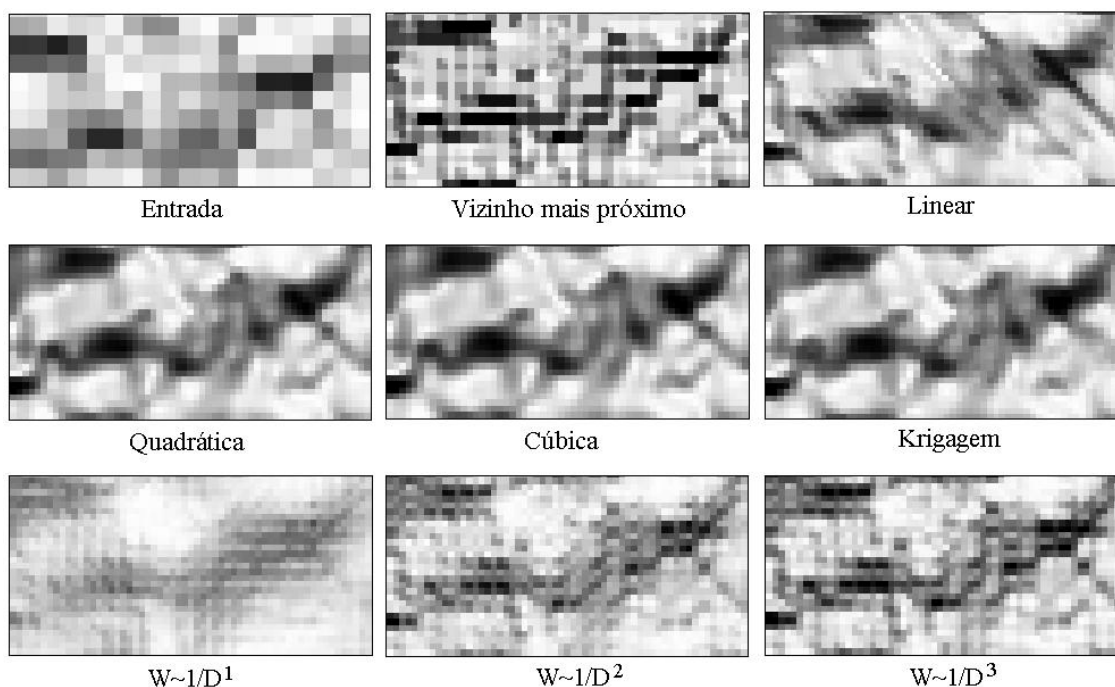 Entrada
Vizinho mais próximo
Linear
Quadrática
Cúbica
Krigagem
W~1/D¹
W~1/D²
W~1/D³